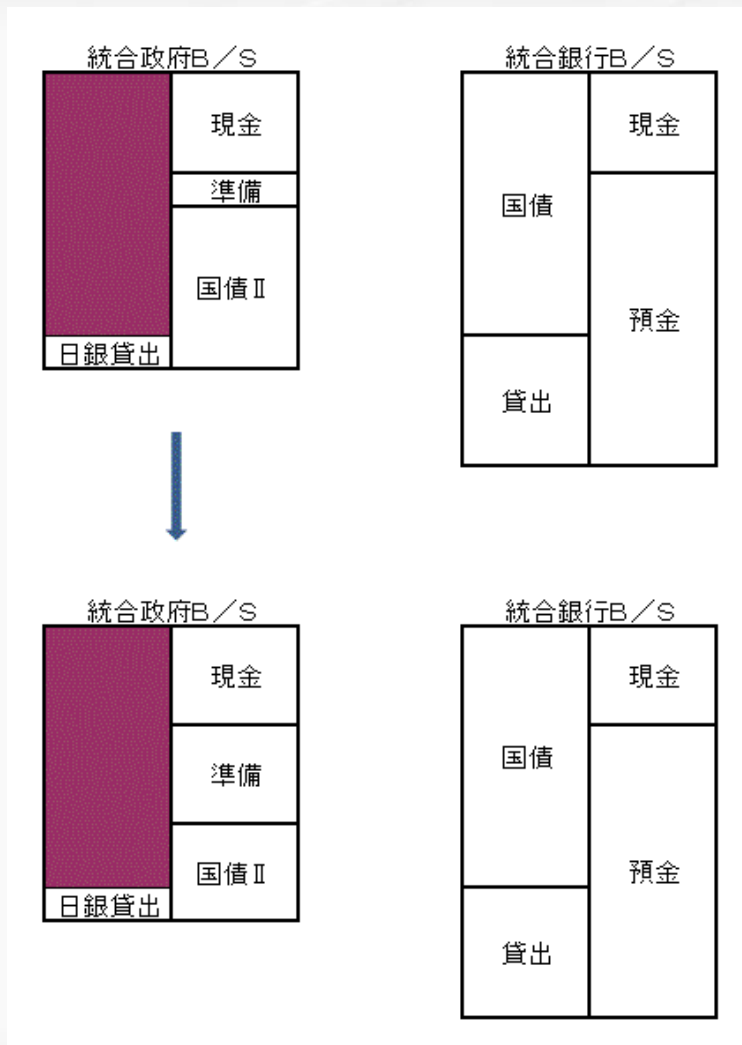 統合政府B／S
現金
準備
国債Ⅱ
日銀貸出
統合銀行B／S
国債
貸出
現金
預金
統合政府B／S
現金
準備
国債Ⅱ
日銀貸出
統合銀行B／S
国債
貸出
現金
預金